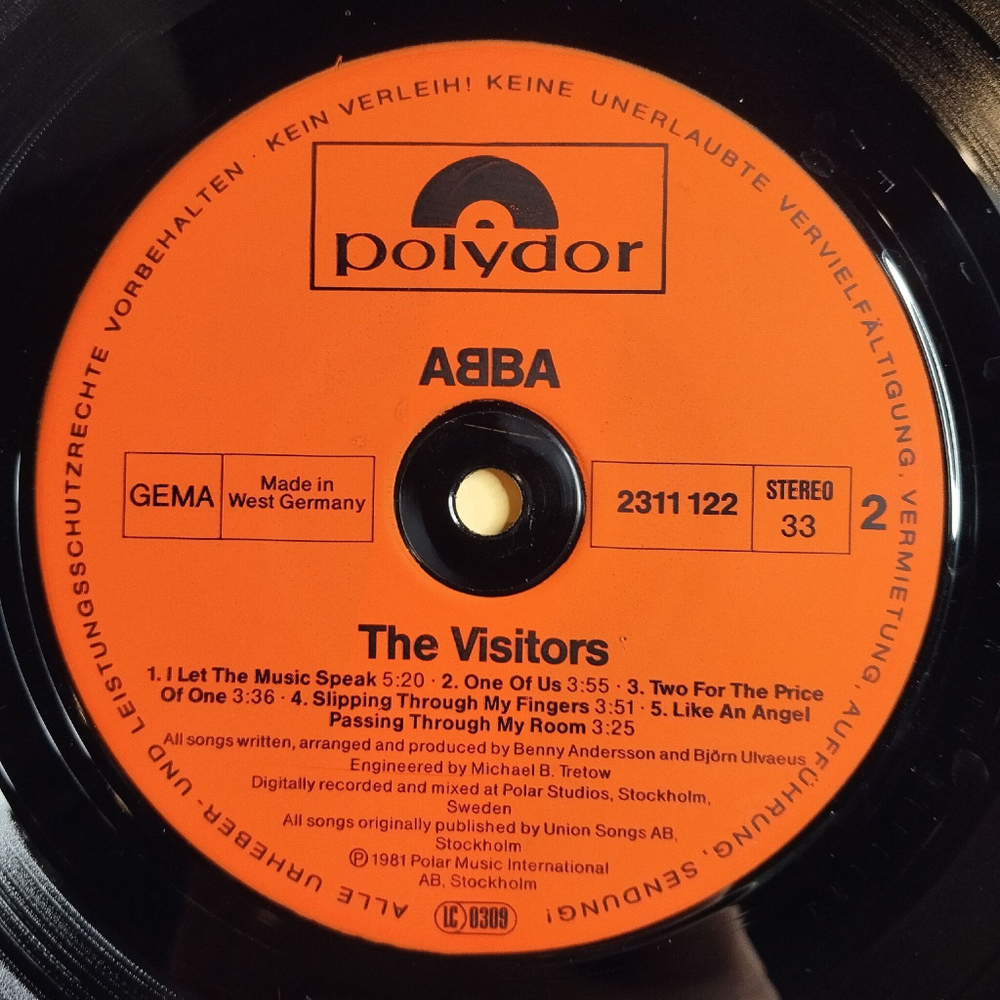 ALLE URHEBER- UND LEISTUNGSSCHUTZRECHTE VORBEHALTEN · KEIN VERLEIH! KEINE UNERLAUBTE VERVIELFÄLTIGUNG, VERMIETUNG, AUFFÜHRUNG, SENDUNG!
polydor
ABBA
GEMA
Made in
West Germany
2311 122
STEREO
33
2
The Visitors
1. I Let The Music Speak 5:20 · 2. One Of Us 3:55 · 3. Two For The Price
Of One 3:36 · 4. Slipping Through My Fingers 3:51 · 5. Like An Angel
Passing Through My Room 3:25
All songs written, arranged and produced by Benny Andersson and Björn Ulvaeus
Engineered by Michael B. Tretow
Digitally recorded and mixed at Polar Studios, Stockholm,
Sweden
All songs originally published by Union Songs AB,
Stockholm
℗ 1981 Polar Music International
AB, Stockholm
LC 0309